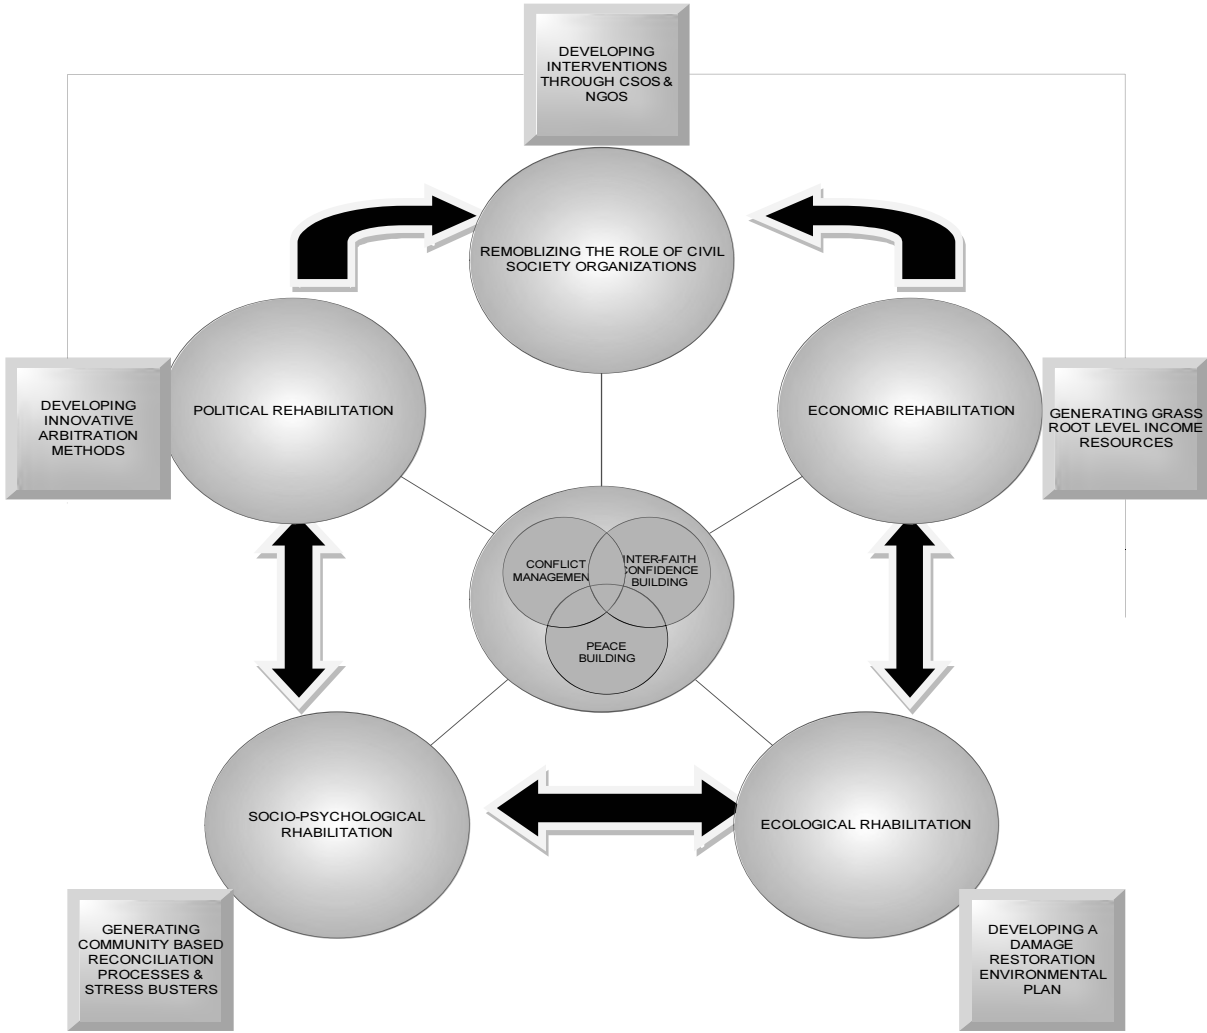 DEVELOPING
INTERVENTIONS
THROUGH CSOS &
NGOS
REMOBLIZING THE ROLE OF CIVIL
SOCIETY ORGANIZATIONS
DEVELOPING
INNOVATIVE
ARBITRATION
METHODS
POLITICAL REHABILITATION
ECONOMIC REHABILITATION
GENERATING GRASS
ROOT LEVEL INCOME
RESOURCES
CONFLICT
MANAGEMENT
INTER-FAITH
CONFIDENCE
BUILDING
PEACE
BUILDING
SOCIO-PSYCHOLOGICAL
RHABILITATION
ECOLOGICAL RHABILITATION
GENERATING
COMMUNITY BASED
RECONCILIATION
PROCESSES &
STRESS BUSTERS
DEVELOPING A
DAMAGE
RESTORATION
ENVIRONMENTAL
PLAN